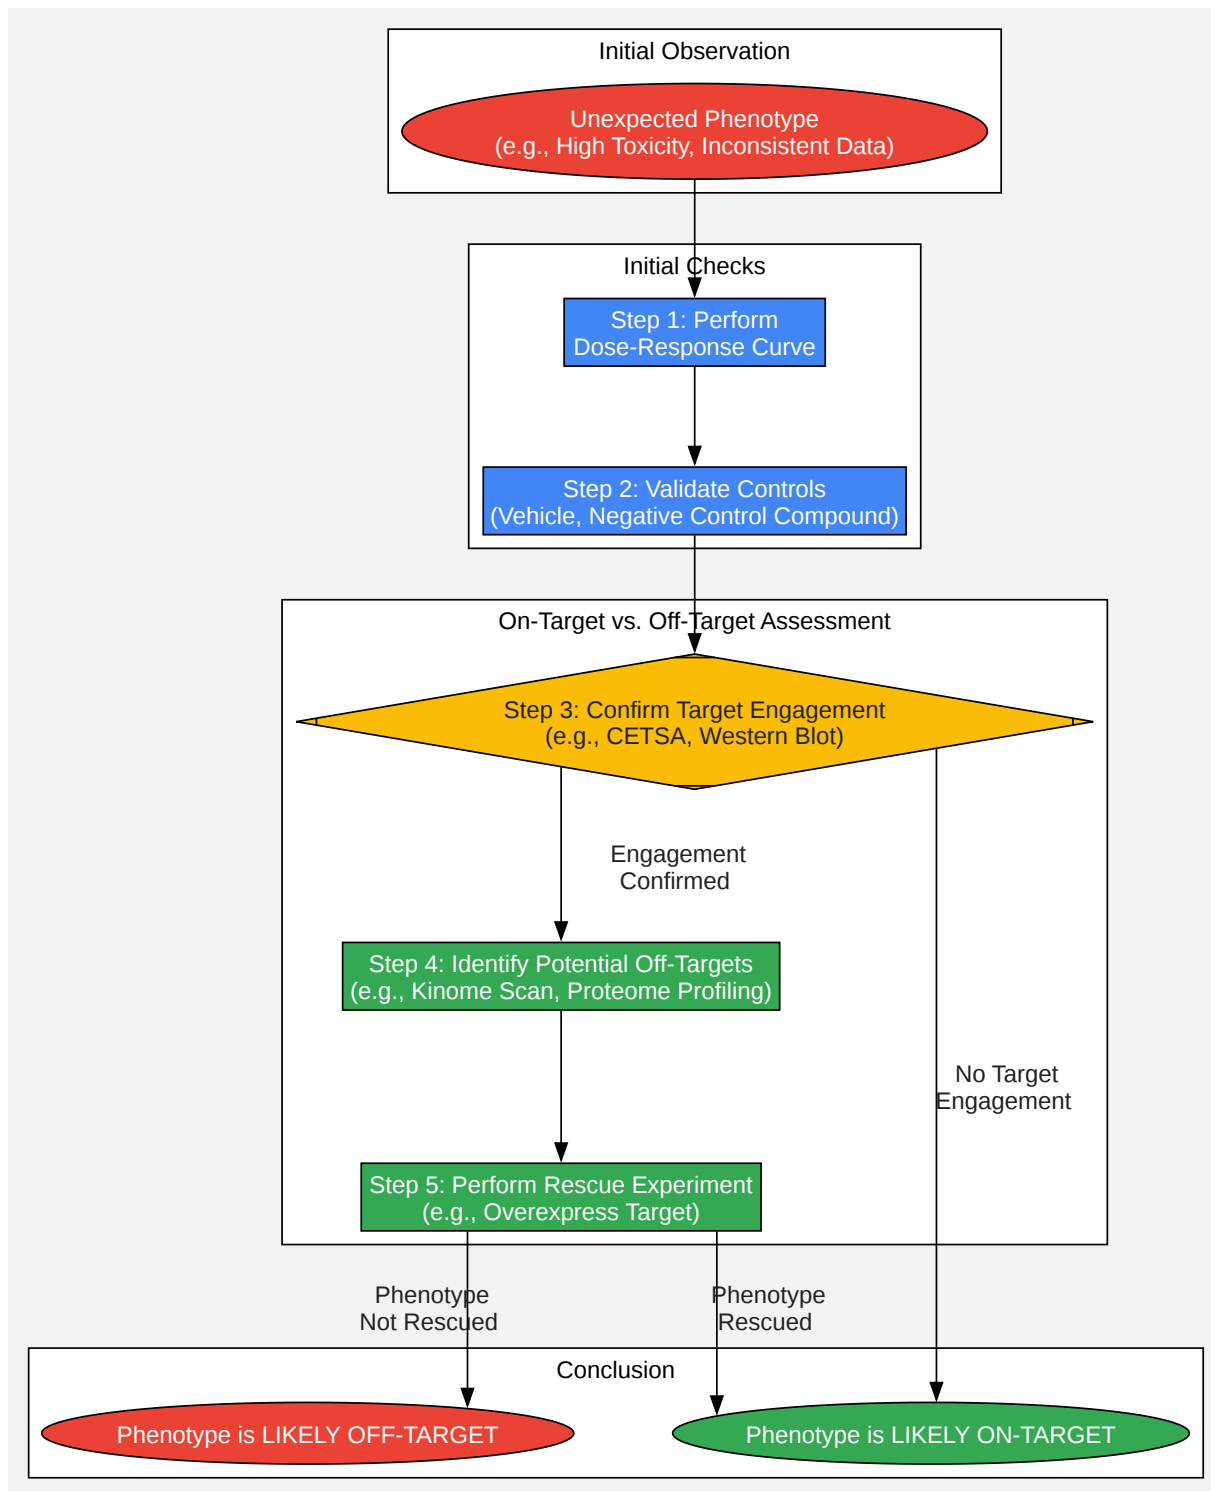 Initial Observation
Unexpected Phenotype
(e.g., High Toxicity, Inconsistent Data)
Initial Checks
Step 1: Perform
Dose-Response Curve
Step 2: Validate Controls
(Vehicle, Negative Control Compound)
On-Target vs. Off-Target Assessment
Step 3: Confirm Target Engagement
(e.g., CETSA, Western Blot)
Engagement
Confirmed
Step 4: Identify Potential Off-Targets
(e.g., Kinome Scan, Proteome Profiling)
No Target
Engagement
Step 5: Perform Rescue Experiment
(e.g., Overexpress Target)
Phenotype
Not Rescued
Phenotype
Rescued
Conclusion
Phenotype is LIKELY OFF-TARGET
Phenotype is LIKELY ON-TARGET